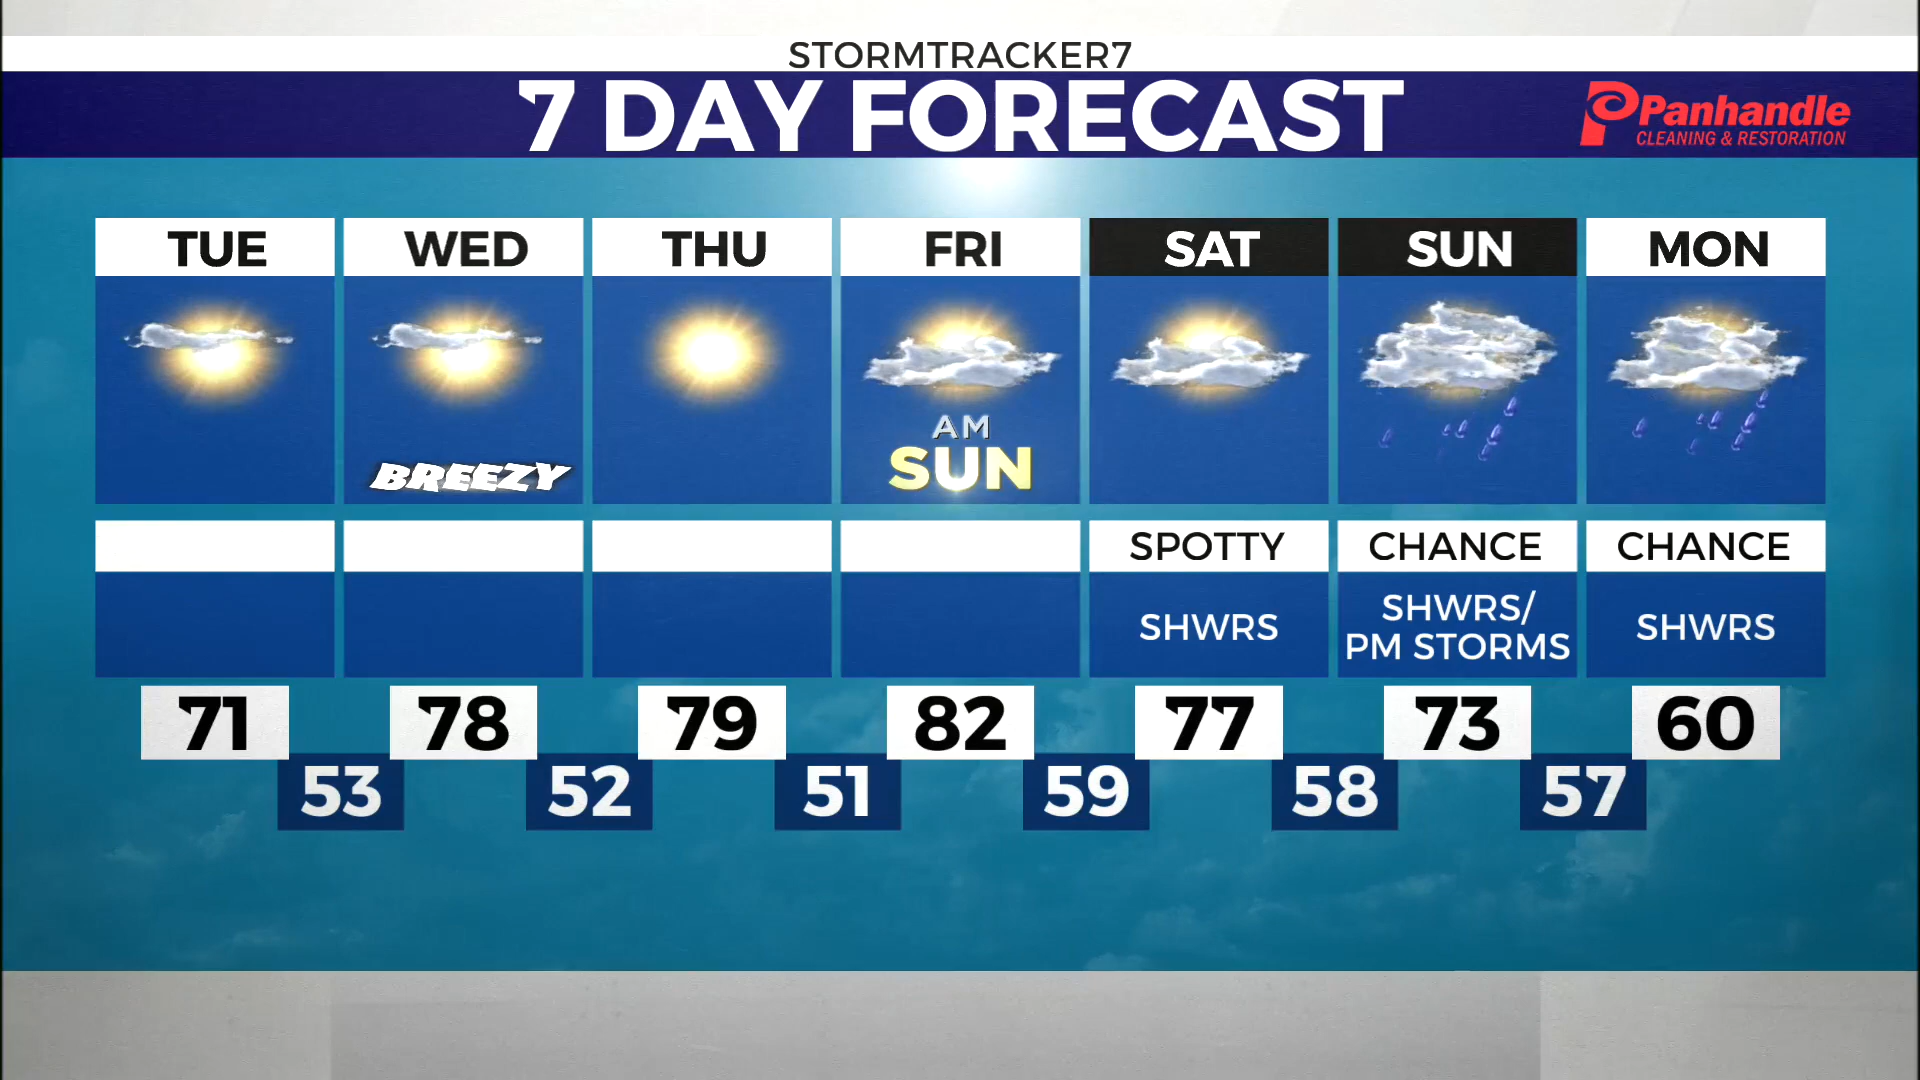 STORMTRACKER7
7 DAY FORECAST
Panhandle
CLEANING & RESTORATION
TUE
WED
THU
FRI
SAT
SUN
MON
BREEZY
AM
SUN
SPOTTY
CHANCE
CHANCE
SHWRS
SHWRS/
PM STORMS
SHWRS
71
78
79
82
77
73
60
53
52
51
59
58
57